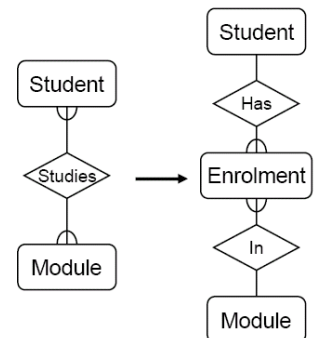 Student
Studies
Module
Student
Has
Enrolment
In
Module